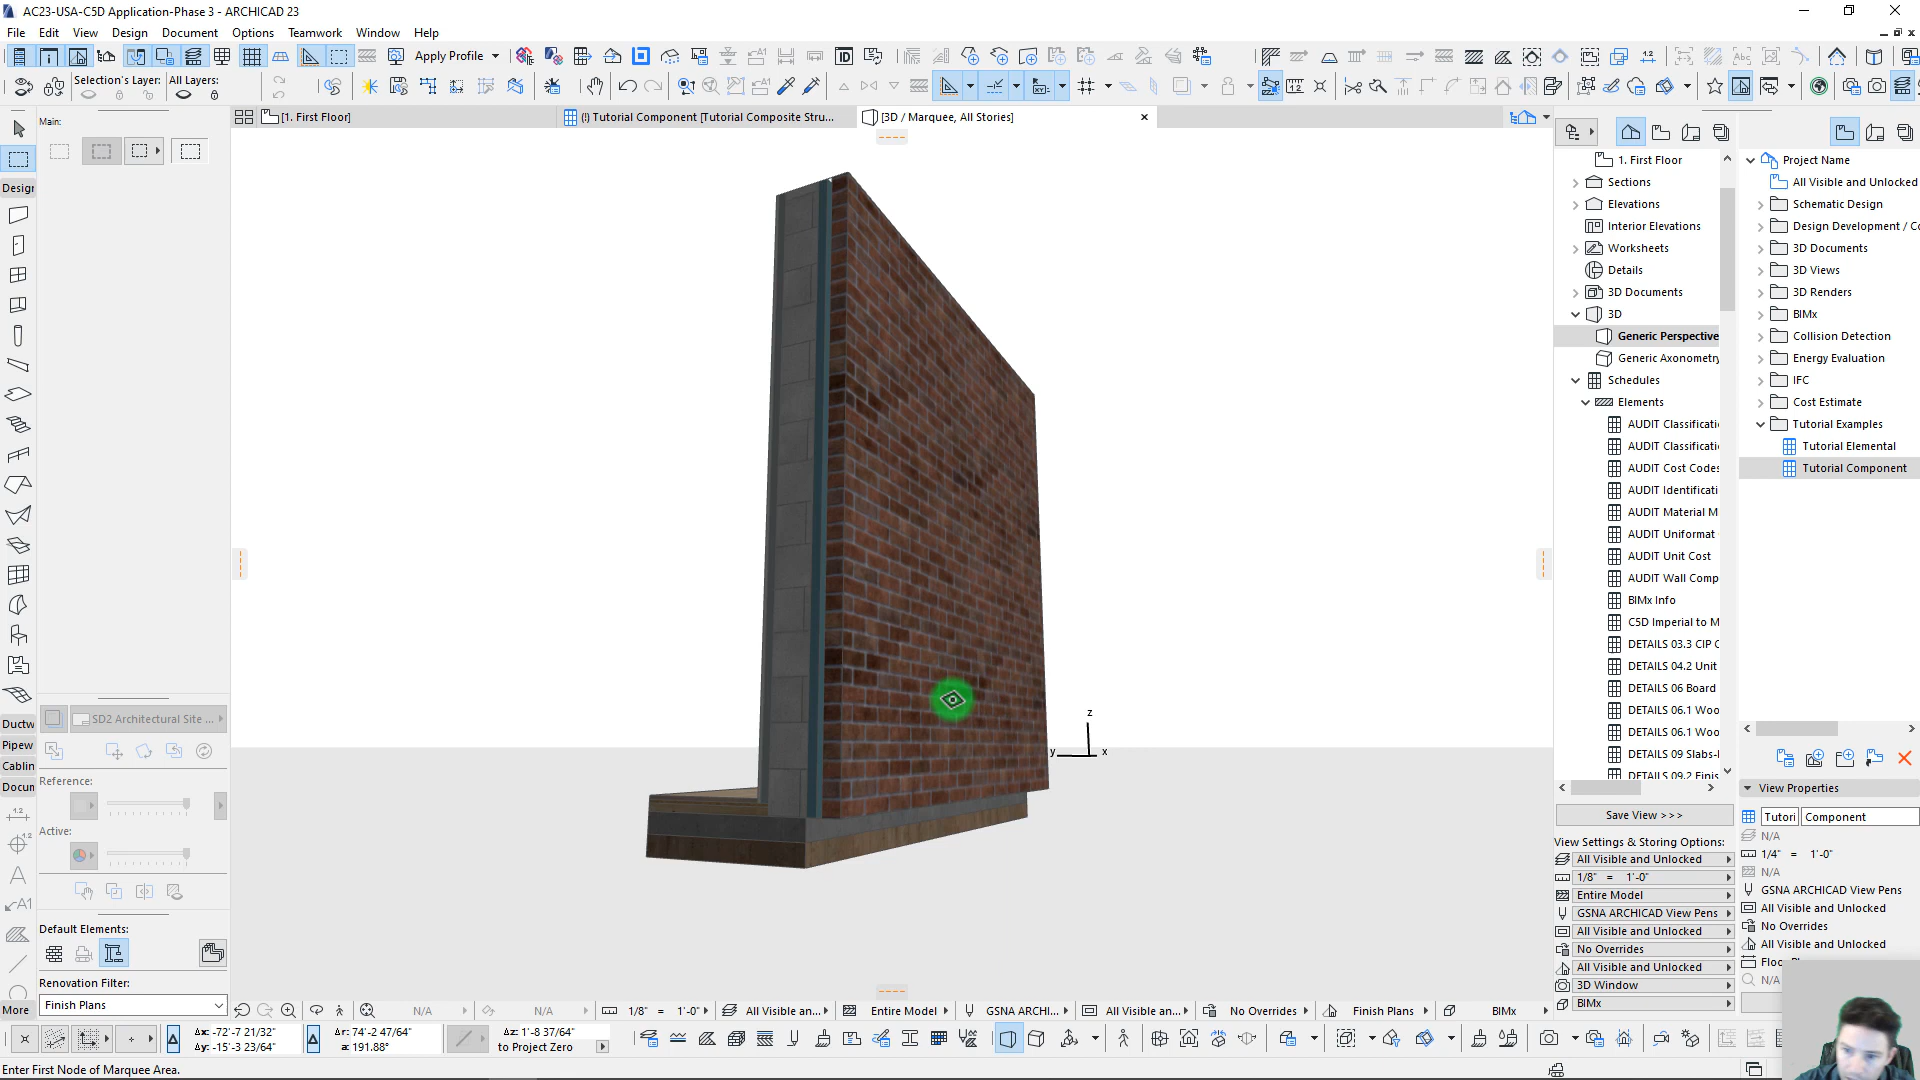 AC23-USA-C5D Application-Phase 3 - ARCHICAD 23
File Edit View Design Document Options Teamwork Window Help
Apply Profile
Selection's Layer: All Layers:
[1. First Floor]
(!) Tutorial Component [Tutorial Composite Stru...
[3D / Marquee, All Stories]
Main:
Design
Ductw
Pipew
Cablin
Docum
More
SD2 Architectural Site ...
Reference:
Active:
Default Elements:
Renovation Filter:
Finish Plans
z
y
x
1. First Floor
Sections
Elevations
Interior Elevations
Worksheets
Details
3D Documents
3D
Generic Perspective
Generic Axonometry
Schedules
Elements
AUDIT Classificati
AUDIT Classificati
AUDIT Cost Codes
AUDIT Identificati
AUDIT Material M
AUDIT Uniformat
AUDIT Unit Cost
AUDIT Wall Comp
BIMx Info
C5D Imperial to M
DETAILS 03.3 CIP C
DETAILS 04.2 Unit
DETAILS 06 Board
DETAILS 06.1 Woo
DETAILS 06.1 Woo
DETAILS 09 Slabs-
DETAILS 09.2 Finis
Save View >>>
View Settings & Storing Options:
All Visible and Unlocked
1/8" = 1'-0"
Entire Model
GSNA ARCHICAD View Pens
All Visible and Unlocked
No Overrides
All Visible and Unlocked
3D Window
BIMx
Project Name
All Visible and Unlocked
Schematic Design
Design Development / Co
3D Documents
3D Views
3D Renders
BIMx
Collision Detection
Energy Evaluation
IFC
Cost Estimate
Tutorial Examples
Tutorial Elemental
Tutorial Component
View Properties
Tutori Component
N/A
1/4" = 1'-0"
N/A
GSNA ARCHICAD View Pens
All Visible and Unlocked
No Overrides
All Visible and Unlocked
N/A
N/A N/A 1/8" = 1'-0" All Visible an... Entire Model GSNA ARCHI... All Visible an... No Overrides Finish Plans BIMx
Δx: -72'-7 21/32" Δr: 74'-2 47/64" Δz: 1'-8 37/64"
Δy: -15'-3 23/64" a: 191.88° to Project Zero
Enter First Node of Marquee Area.